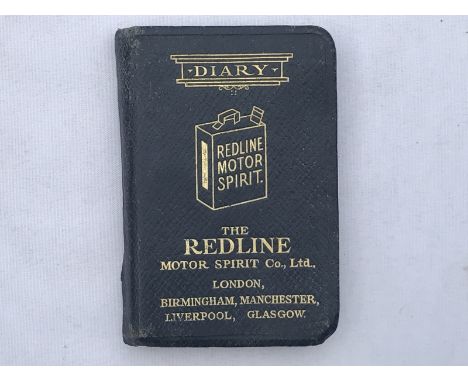 DIARY
REDLINE
MOTOR
SPIRIT.
THE
REDLINE
MOTOR SPIRIT Co., Ltd.,
LONDON,
BIRMINGHAM, MANCHESTER,
LIVERPOOL, GLASGOW.